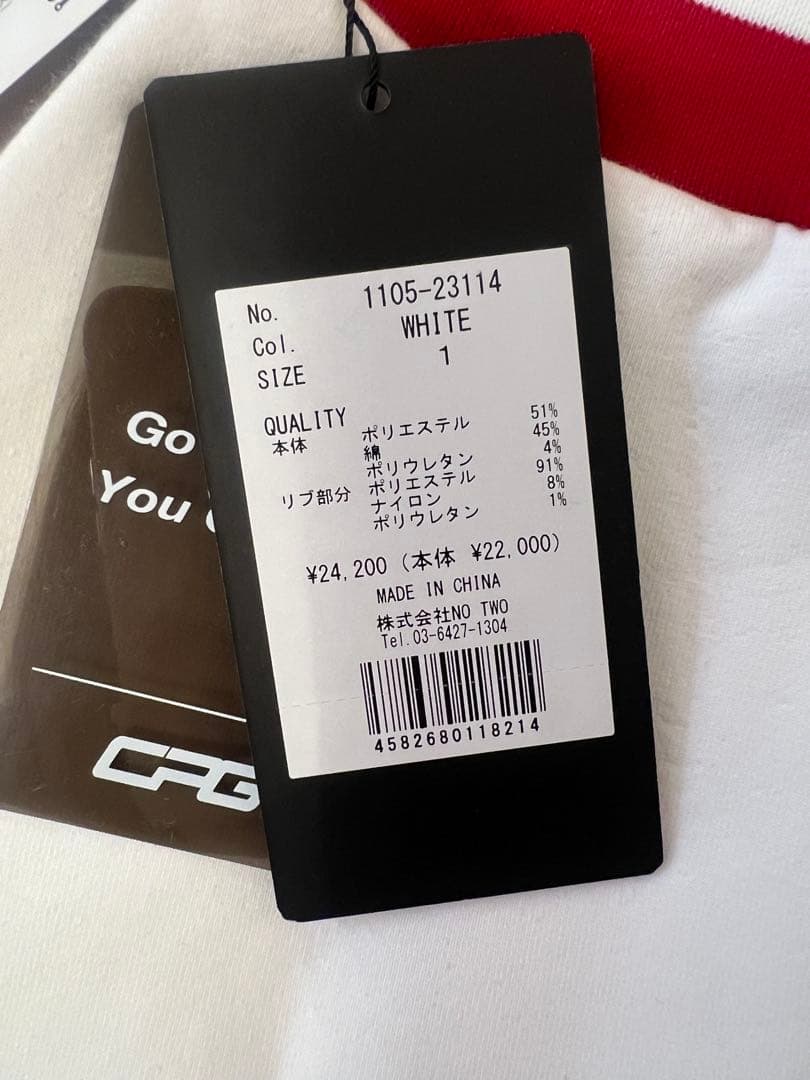 No. 1105-23114
Col. WHITE
SIZE 1
QUALITY
本体 ポリエステル 51%
綿 45%
ポリウレタン 4%
リブ部分 ポリエステル 91%
ナイロン 8%
ポリウレタン 1%
¥24,200 (本体 ¥22,000)
MADE IN CHINA
株式会社NO TWO
Tel.03-6427-1304
4582680118214
Go
You
CPG